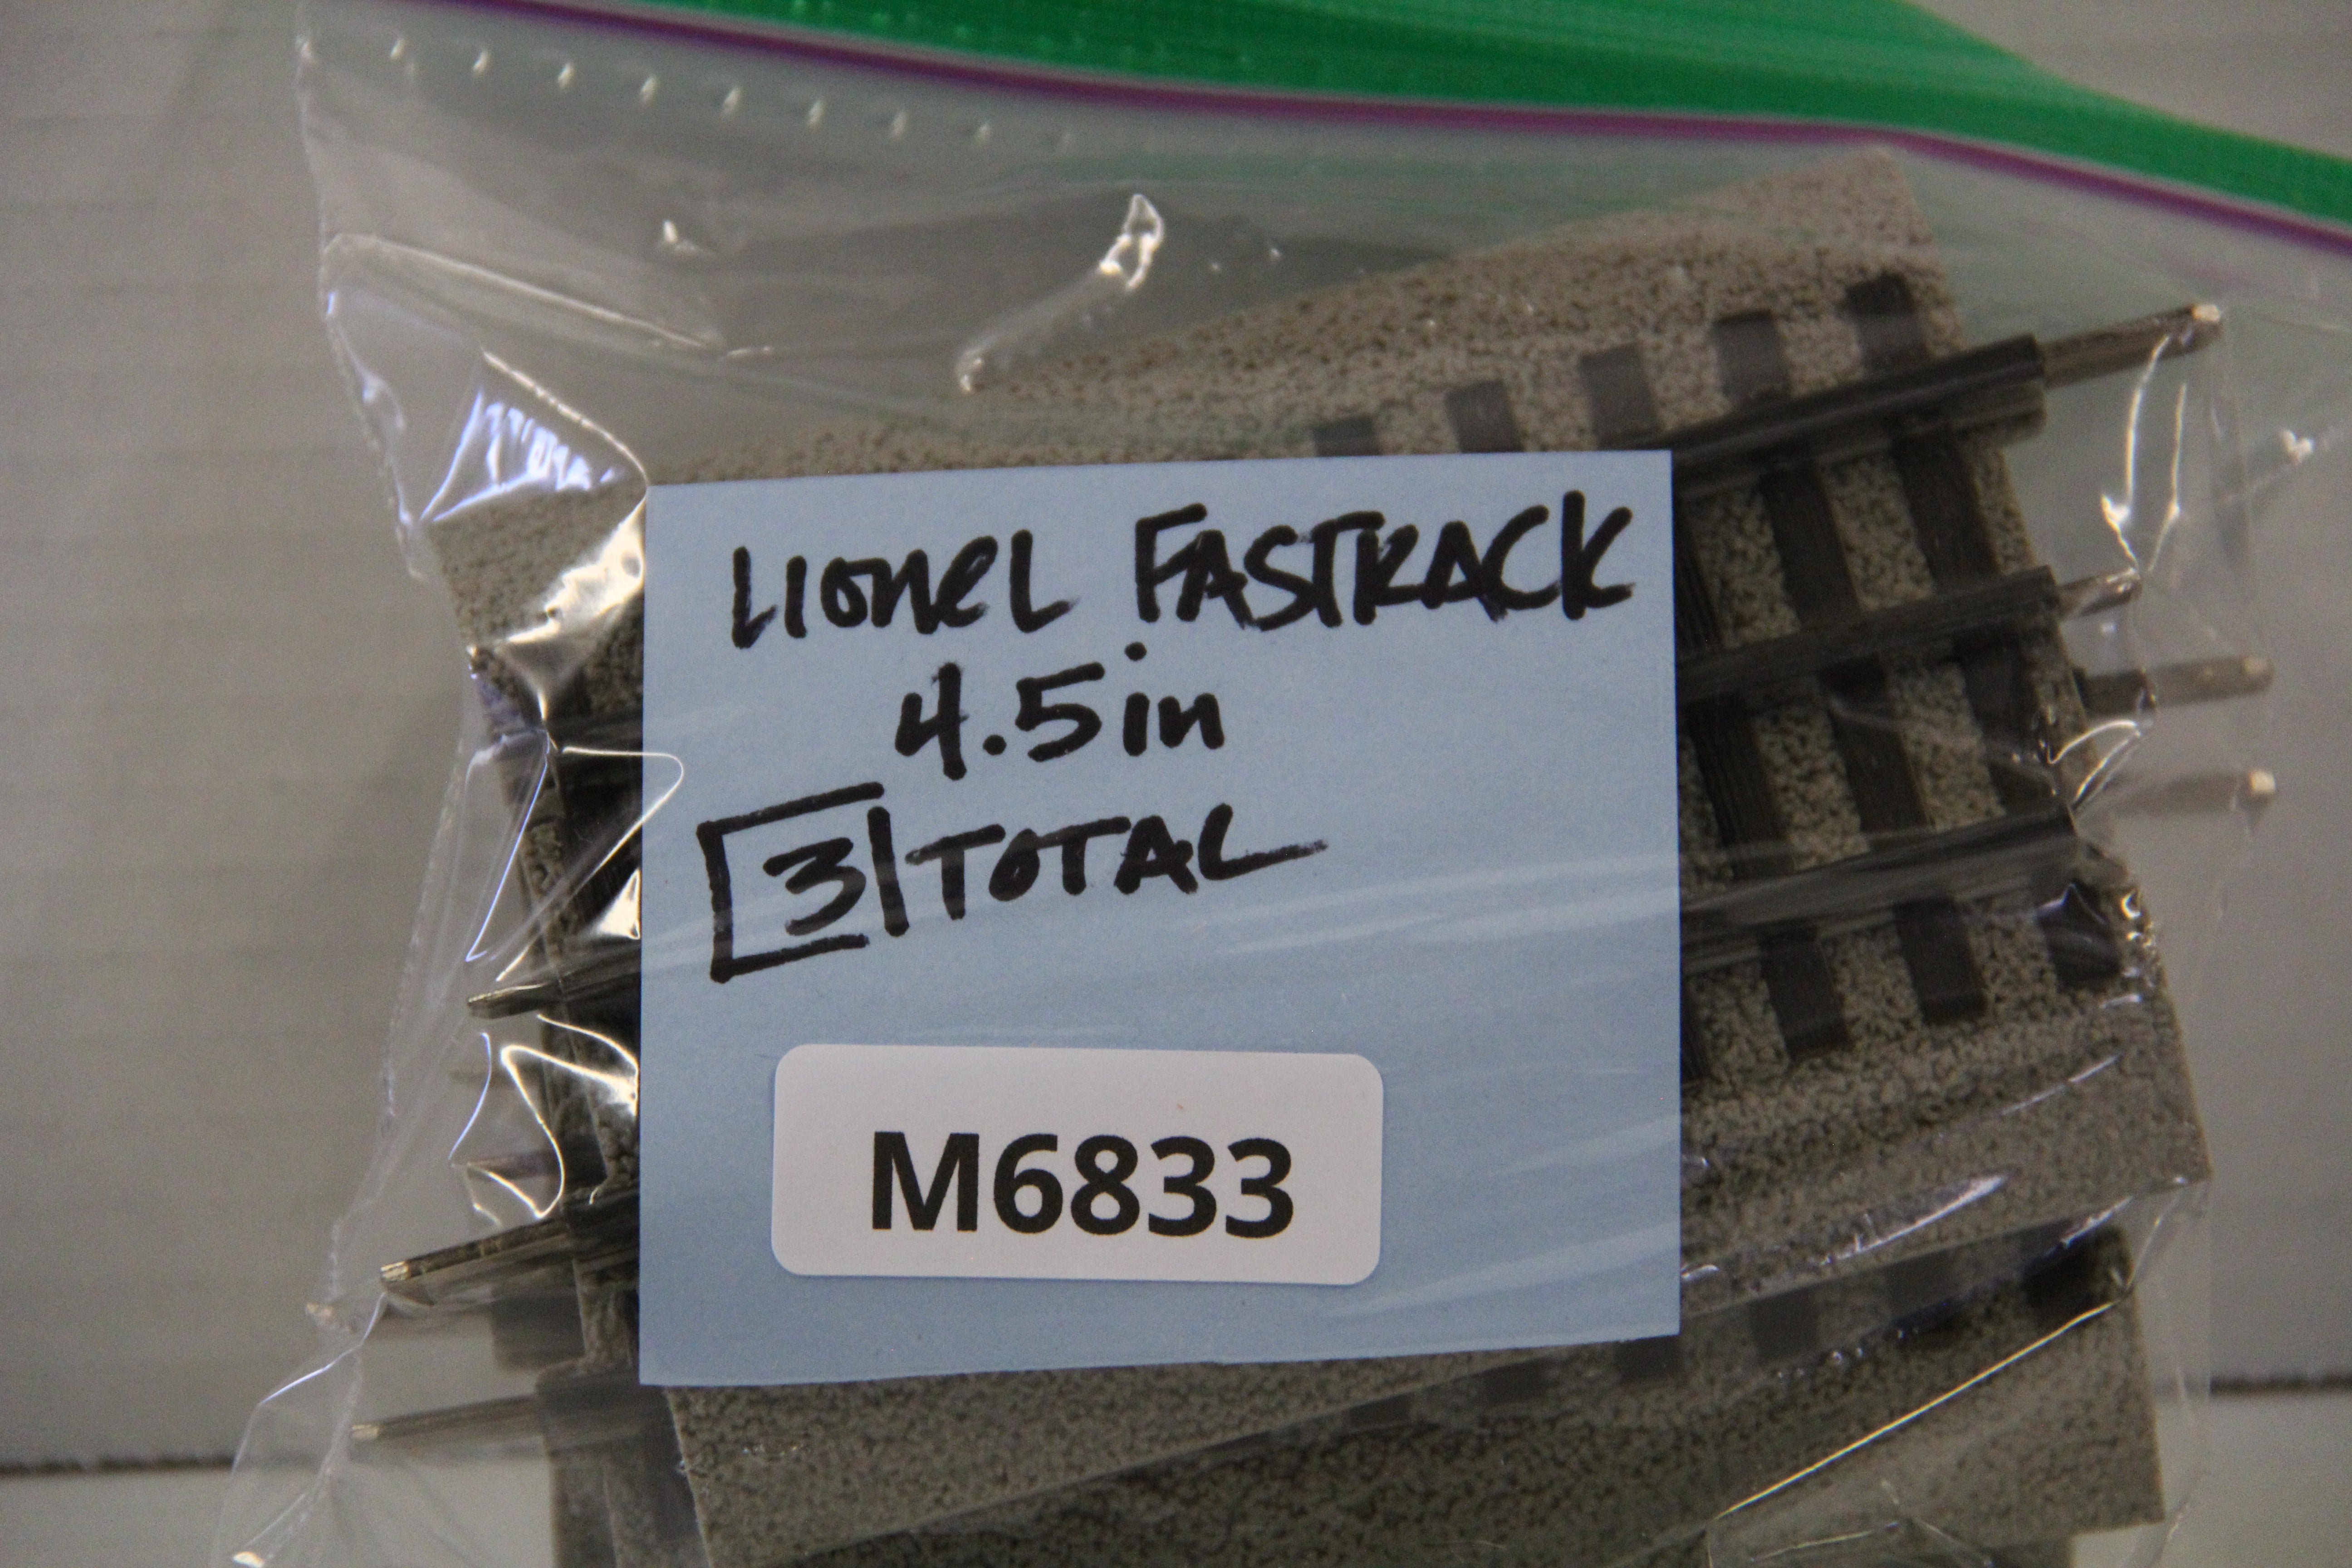 LIONEL FASTRACK
4.5in
3 TOTAL
M6833